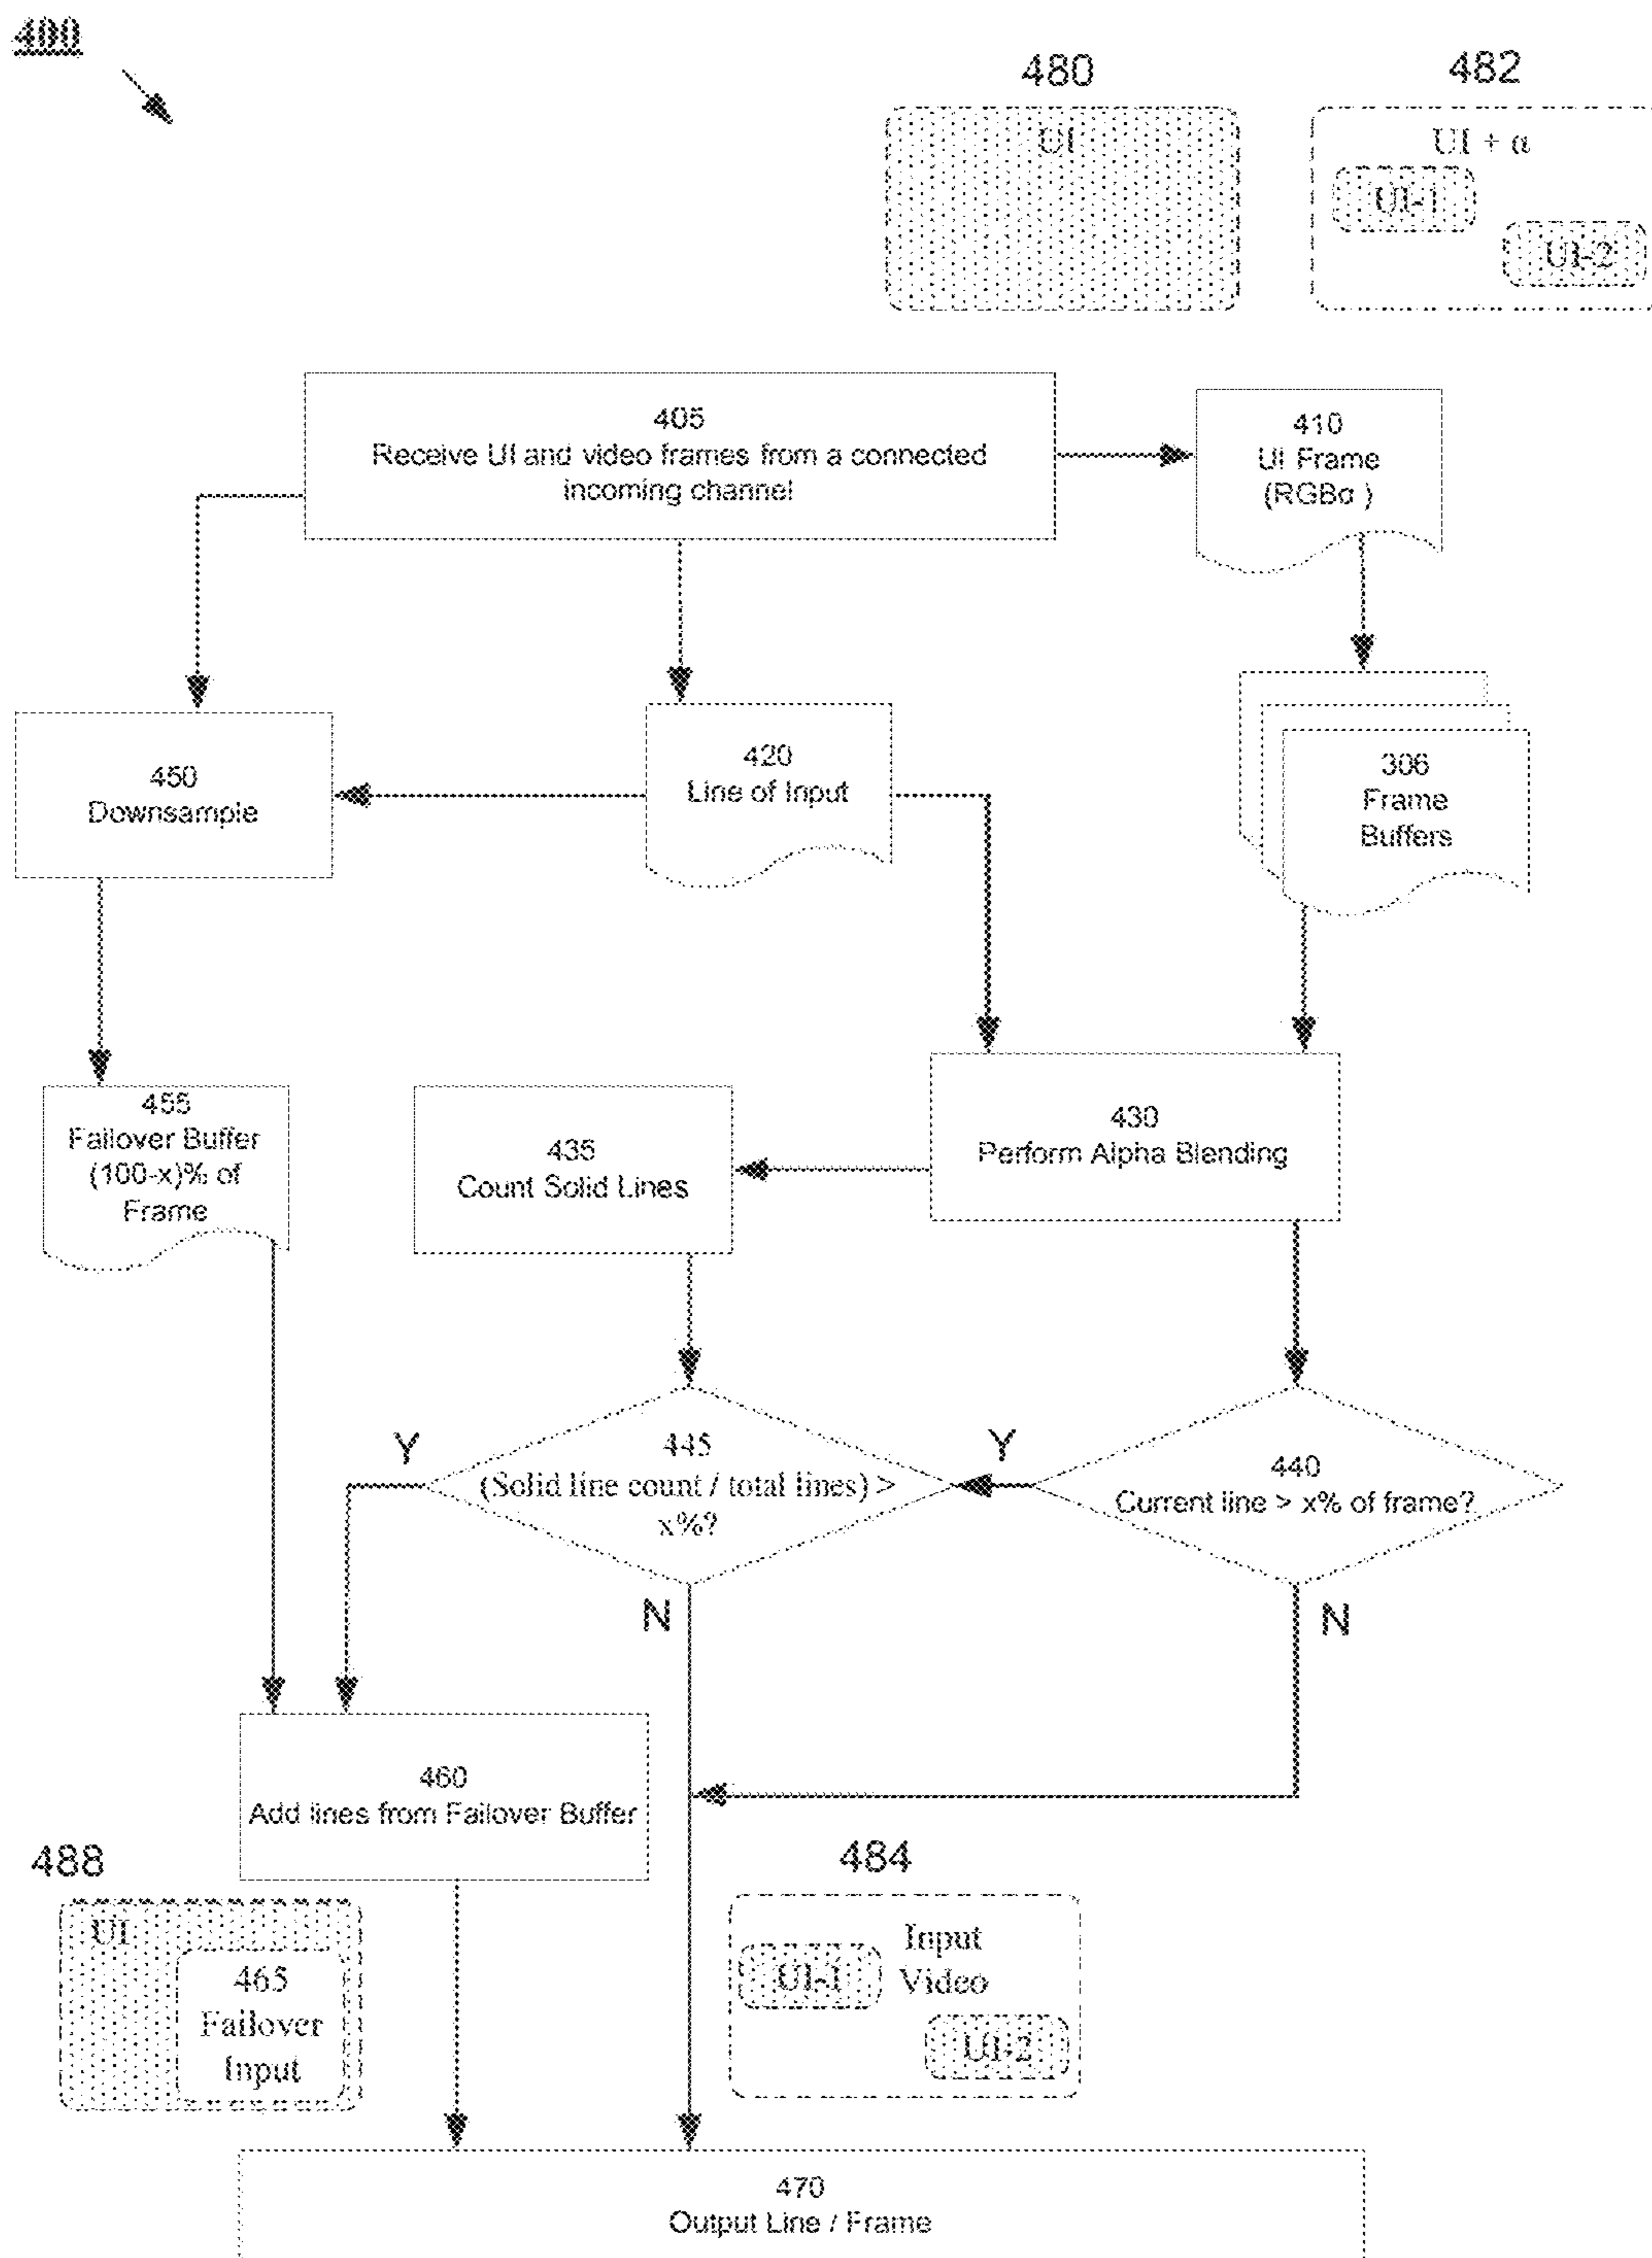 400
480
482
UI
UI + α
UI-1
UI-2
405
Receive UI and video frames from a connected
incoming channel
410
UI Frame
(RGBα )
450
Downsample
420
Line of Input
306
Frame
Buffers
455
Failover Buffer
(100-x)% of
Frame
435
Count Solid Lines
430
Perform Alpha Blending
Y
445
(Solid line count / total lines) >
x%?
Y
440
Current line > x% of frame?
N
N
460
Add lines from Failover Buffer
488
UI
465
Failover
Input
484
Input
Video
UI-1
UI-2
470
Output Line / Frame